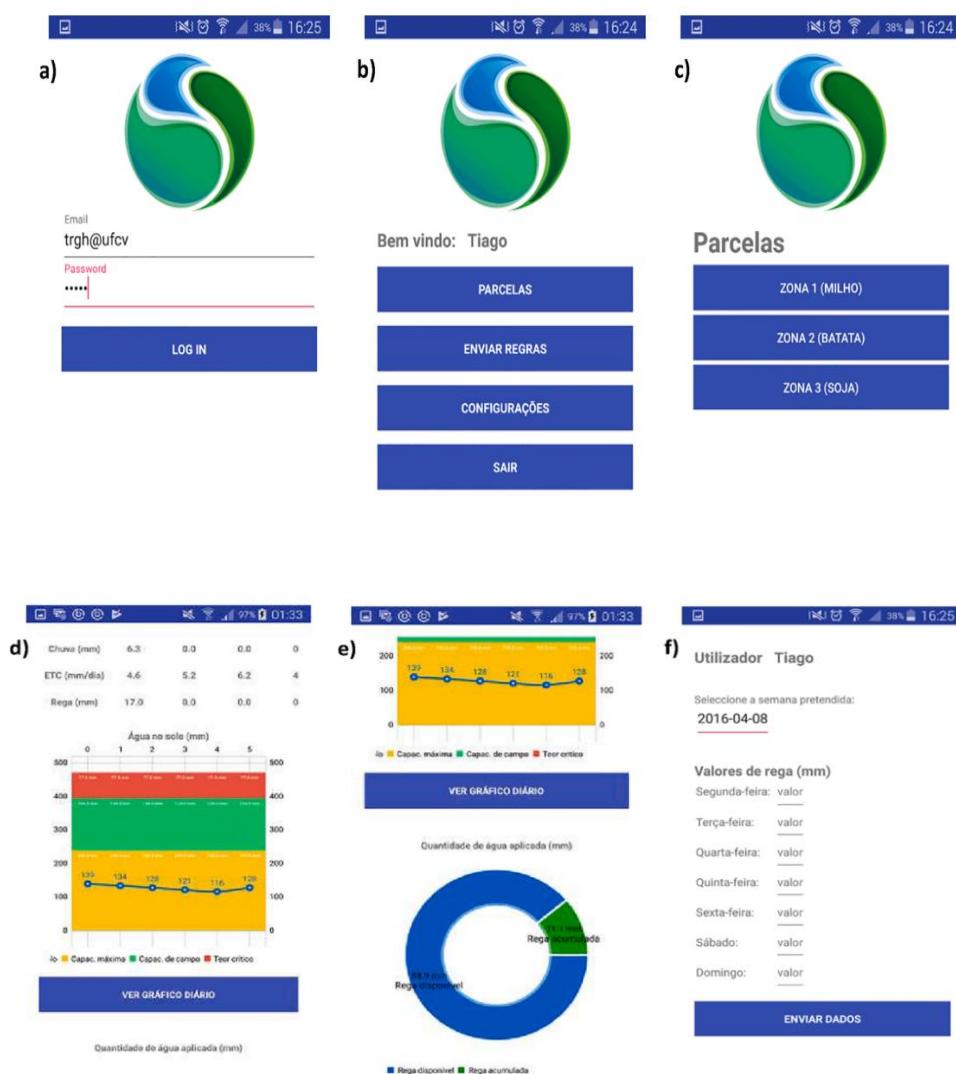 38% 16:25
a)
Email
trgh@ufcv
Password
•••••
LOG IN
38% 16:24
b)
Bem vindo: Tiago
PARCELAS
ENVIAR REGRAS
CONFIGURAÇÕES
SAIR
38% 16:24
c)
Parcelas
ZONA 1 (MILHO)
ZONA 2 (BATATA)
ZONA 3 (SOJA)
97% 01:33
d)
Chuva (mm) 6.3 0.0 0.0 0
ETC (mm/dia) 4.6 5.2 6.2 4
Rega (mm) 17.0 0.0 0.0 0
Água no solo (mm)
0 1 2 3 4 5
500 500
400 400
300 300
200 200
139 134 128 121 116 128
100 100
0 0
Capac. máxima Capac. de campo Teor crítico
VER GRÁFICO DIÁRIO
Quantidade de água aplicada (mm)
97% 01:33
e)
200 200
139 134 128 121 116 128
100 100
0 0
Capac. máxima Capac. de campo Teor crítico
VER GRÁFICO DIÁRIO
Quantidade de água aplicada (mm)
Rega acumulada
Rega disponível
Rega disponível Rega acumulada
38% 16:25
f)
Utilizador Tiago
Seleccione a semana pretendida:
2016-04-08
Valores de rega (mm)
Segunda-feira: valor
Terça-feira: valor
Quarta-feira: valor
Quinta-feira: valor
Sexta-feira: valor
Sábado: valor
Domingo: valor
ENVIAR DADOS